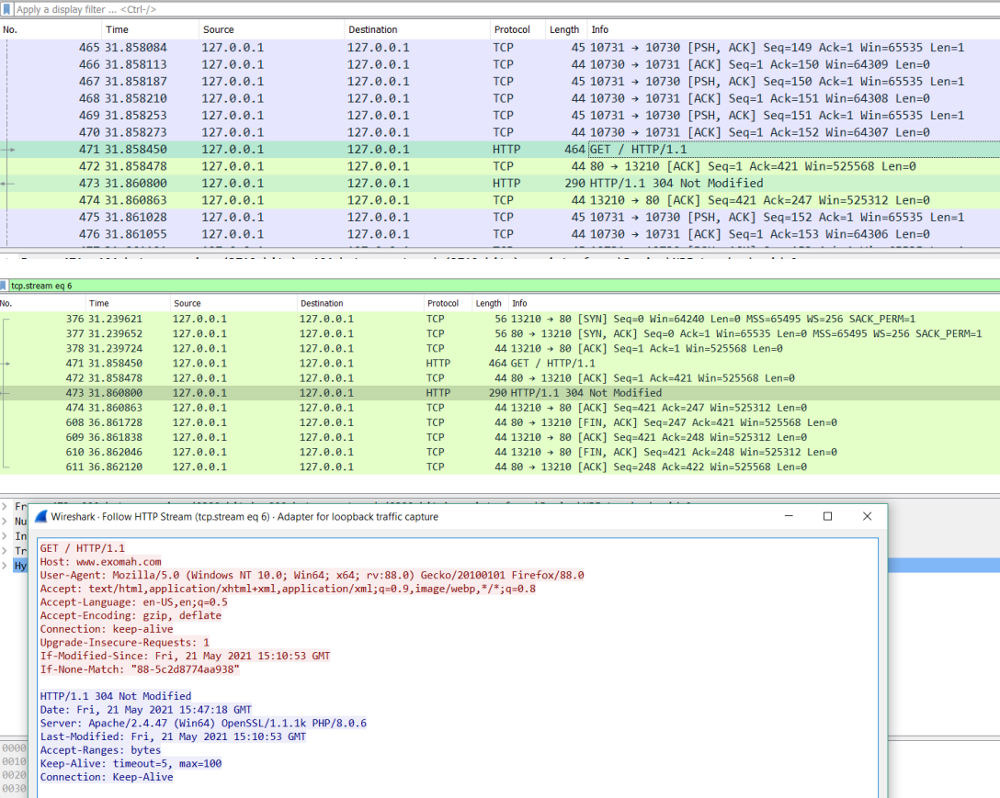 Apply a display filter ... <Ctrl-/>
No. Time Source Destination Protocol Length Info
465 31.858084 127.0.0.1 127.0.0.1 TCP 45 10731 → 10730 [PSH, ACK] Seq=149 Ack=1 Win=65535 Len=1
466 31.858113 127.0.0.1 127.0.0.1 TCP 44 10730 → 10731 [ACK] Seq=1 Ack=150 Win=64309 Len=0
467 31.858187 127.0.0.1 127.0.0.1 TCP 45 10731 → 10730 [PSH, ACK] Seq=150 Ack=1 Win=65535 Len=1
468 31.858210 127.0.0.1 127.0.0.1 TCP 44 10730 → 10731 [ACK] Seq=1 Ack=151 Win=64308 Len=0
469 31.858253 127.0.0.1 127.0.0.1 TCP 45 10731 → 10730 [PSH, ACK] Seq=151 Ack=1 Win=65535 Len=1
470 31.858273 127.0.0.1 127.0.0.1 TCP 44 10730 → 10731 [ACK] Seq=1 Ack=152 Win=64307 Len=0
471 31.858450 127.0.0.1 127.0.0.1 HTTP 464 GET / HTTP/1.1
472 31.858478 127.0.0.1 127.0.0.1 TCP 44 80 → 13210 [ACK] Seq=1 Ack=421 Win=525568 Len=0
473 31.860800 127.0.0.1 127.0.0.1 HTTP 290 HTTP/1.1 304 Not Modified
474 31.860863 127.0.0.1 127.0.0.1 TCP 44 13210 → 80 [ACK] Seq=421 Ack=247 Win=525312 Len=0
475 31.861028 127.0.0.1 127.0.0.1 TCP 45 10731 → 10730 [PSH, ACK] Seq=152 Ack=1 Win=65535 Len=1
476 31.861055 127.0.0.1 127.0.0.1 TCP 44 10730 → 10731 [ACK] Seq=1 Ack=153 Win=64306 Len=0
tcp.stream eq 6
No. Time Source Destination Protocol Length Info
376 31.239621 127.0.0.1 127.0.0.1 TCP 56 13210 → 80 [SYN] Seq=0 Win=64240 Len=0 MSS=65495 WS=256 SACK_PERM=1
377 31.239652 127.0.0.1 127.0.0.1 TCP 56 80 → 13210 [SYN, ACK] Seq=0 Ack=1 Win=65535 Len=0 MSS=65495 WS=256 SACK_PERM=1
378 31.239724 127.0.0.1 127.0.0.1 TCP 44 13210 → 80 [ACK] Seq=1 Ack=1 Win=525568 Len=0
471 31.858450 127.0.0.1 127.0.0.1 HTTP 464 GET / HTTP/1.1
472 31.858478 127.0.0.1 127.0.0.1 TCP 44 80 → 13210 [ACK] Seq=1 Ack=421 Win=525568 Len=0
473 31.860800 127.0.0.1 127.0.0.1 HTTP 290 HTTP/1.1 304 Not Modified
474 31.860863 127.0.0.1 127.0.0.1 TCP 44 13210 → 80 [ACK] Seq=421 Ack=247 Win=525312 Len=0
608 36.861728 127.0.0.1 127.0.0.1 TCP 44 80 → 13210 [FIN, ACK] Seq=247 Ack=421 Win=525568 Len=0
609 36.861838 127.0.0.1 127.0.0.1 TCP 44 13210 → 80 [ACK] Seq=421 Ack=248 Win=525312 Len=0
610 36.862046 127.0.0.1 127.0.0.1 TCP 44 13210 → 80 [FIN, ACK] Seq=421 Ack=248 Win=525312 Len=0
611 36.862120 127.0.0.1 127.0.0.1 TCP 44 80 → 13210 [ACK] Seq=248 Ack=422 Win=525568 Len=0
Fr
Nu
In
Tr
Hy
Wireshark · Follow HTTP Stream (tcp.stream eq 6) · Adapter for loopback traffic capture
GET / HTTP/1.1
Host: www.exomah.com
User-Agent: Mozilla/5.0 (Windows NT 10.0; Win64; x64; rv:88.0) Gecko/20100101 Firefox/88.0
Accept: text/html,application/xhtml+xml,application/xml;q=0.9,image/webp,*/*;q=0.8
Accept-Language: en-US,en;q=0.5
Accept-Encoding: gzip, deflate
Connection: keep-alive
Upgrade-Insecure-Requests: 1
If-Modified-Since: Fri, 21 May 2021 15:10:53 GMT
If-None-Match: "88-5c2d8774aa938"
HTTP/1.1 304 Not Modified
Date: Fri, 21 May 2021 15:47:18 GMT
Server: Apache/2.4.47 (Win64) OpenSSL/1.1.1k PHP/8.0.6
Last-Modified: Fri, 21 May 2021 15:10:53 GMT
Accept-Ranges: bytes
Keep-Alive: timeout=5, max=100
Connection: Keep-Alive
0000
0010
0020
0030